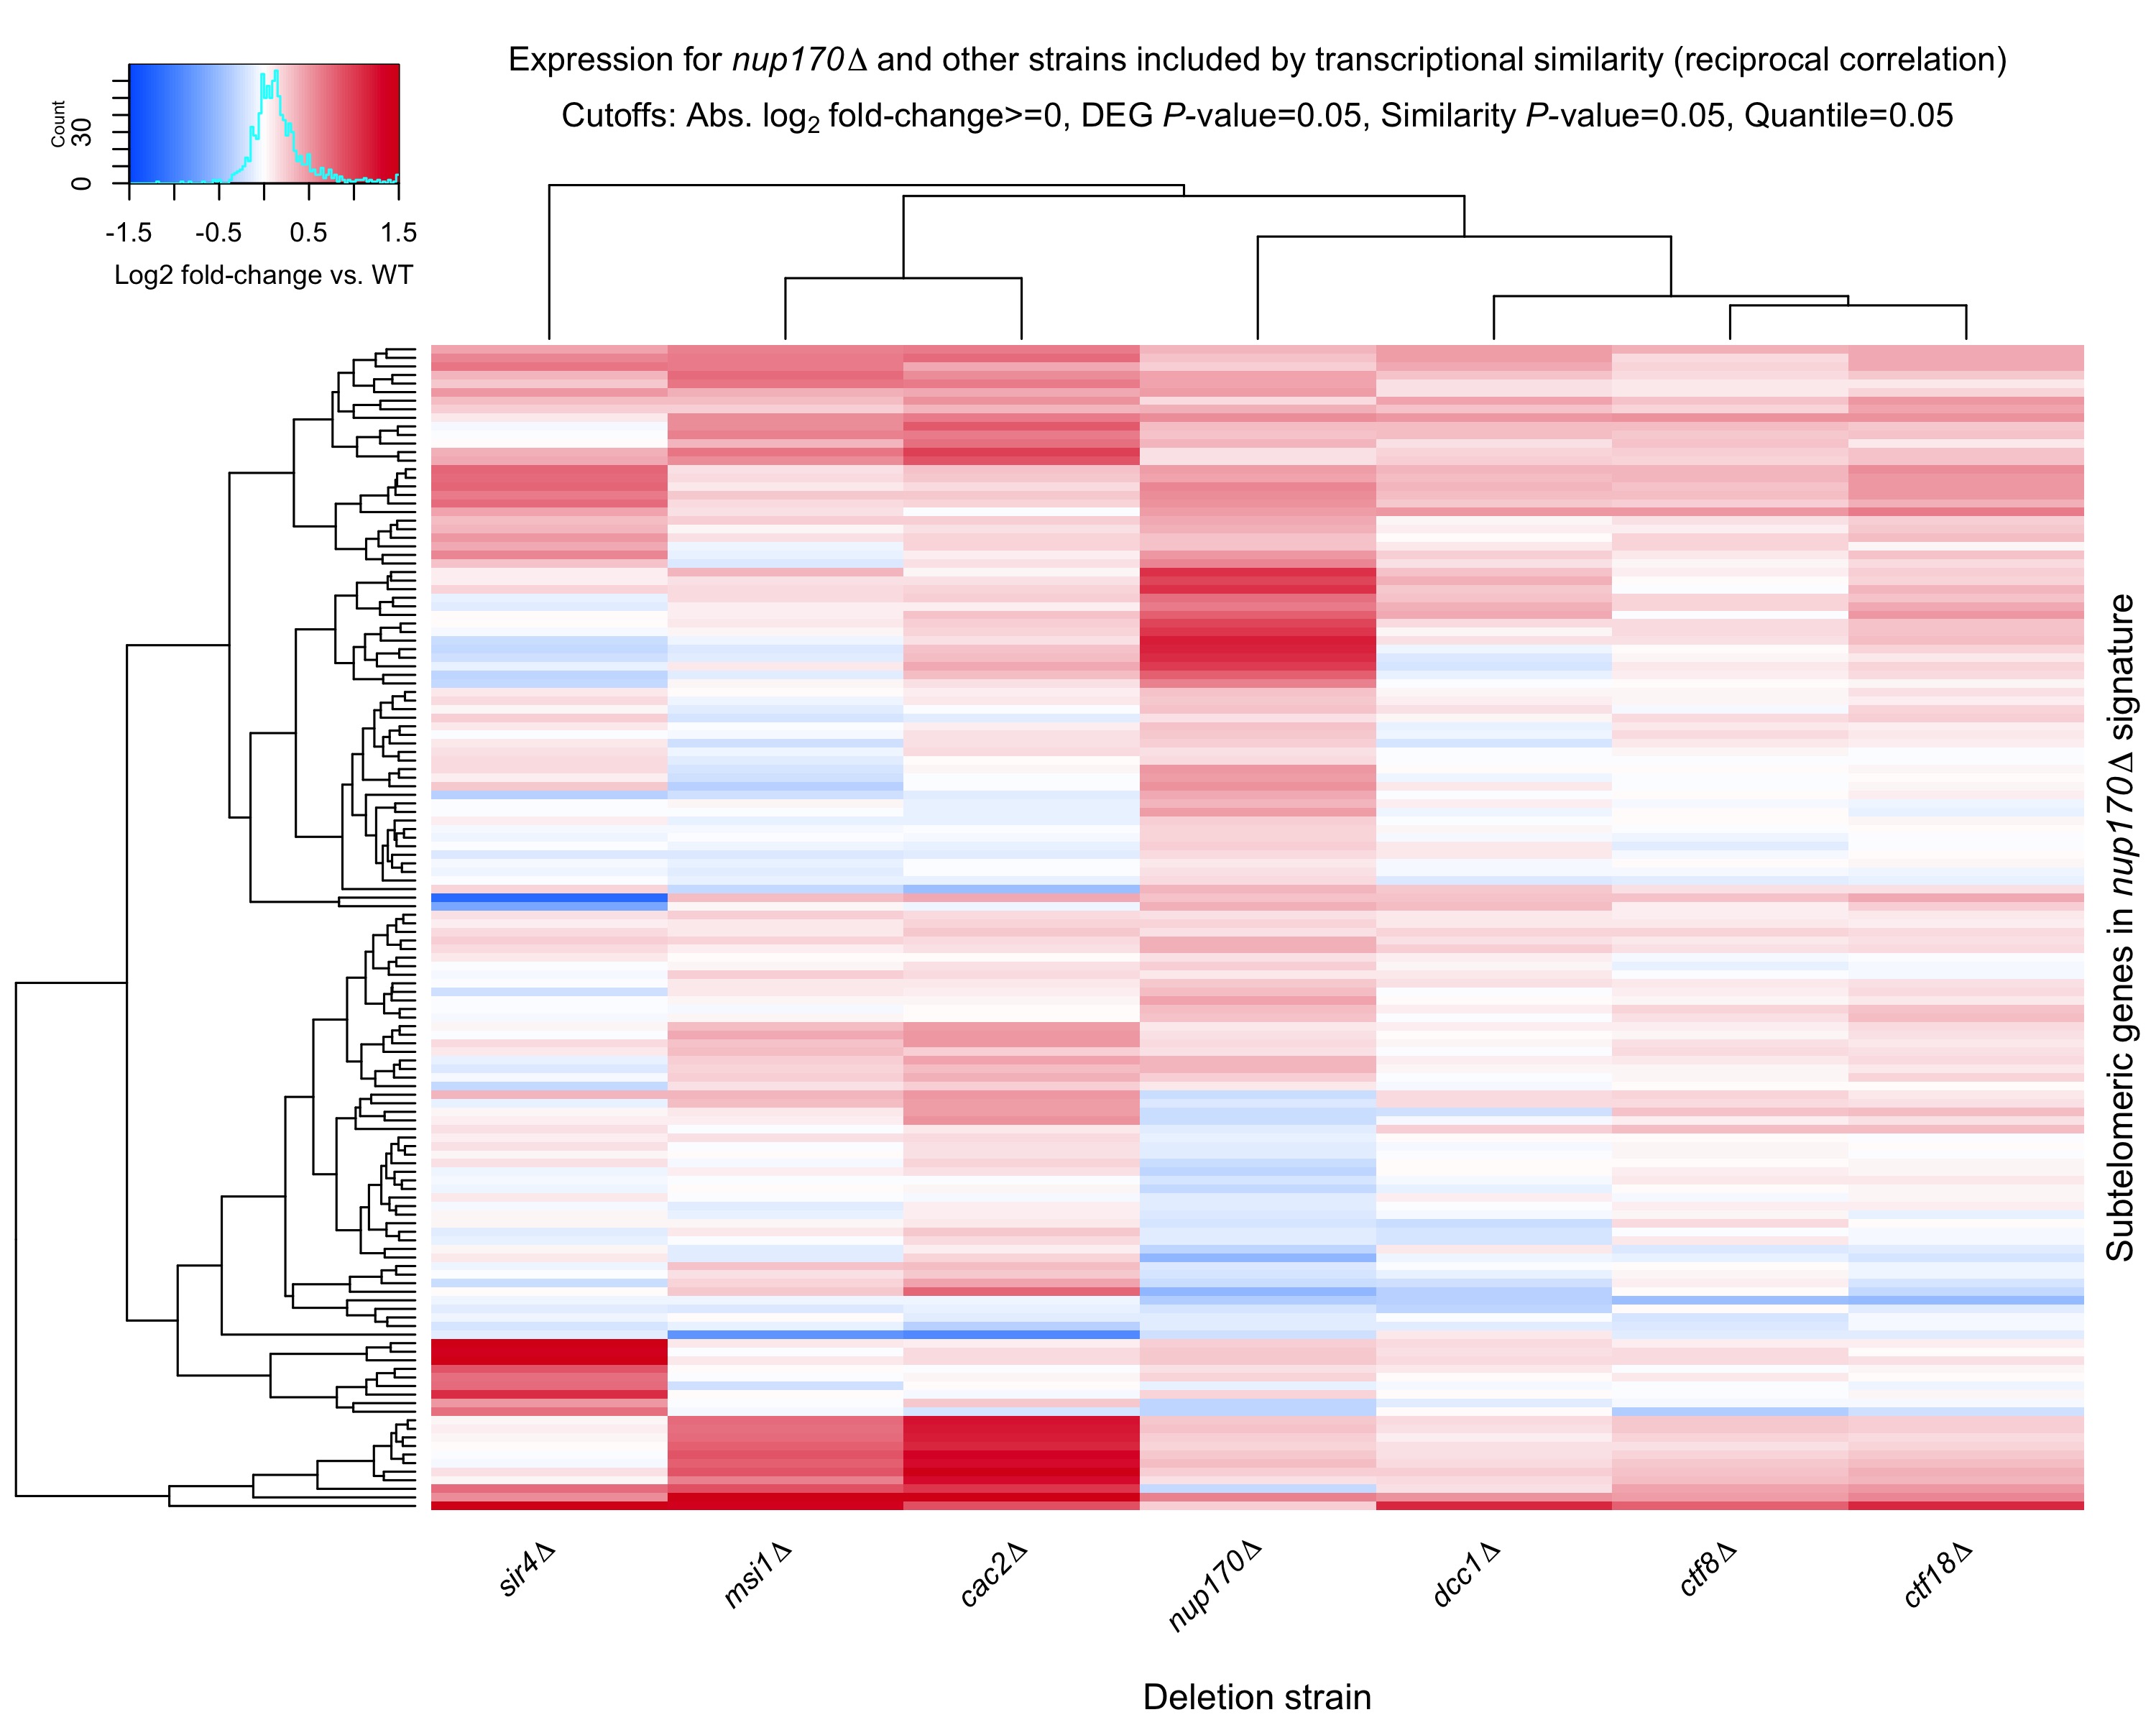 Expression for nup170Δ and other strains included by transcriptional similarity (reciprocal correlation)
Cutoffs: Abs. log2 fold-change>=0, DEG P-value=0.05, Similarity P-value=0.05, Quantile=0.05
Count
0 30
-1.5 -0.5 0.5 1.5
Log2 fold-change vs. WT
Subtelomeric genes in nup170Δ signature
sir4Δ msi1Δ cac2Δ nup170Δ dcc1Δ ctf8Δ ctf18Δ
Deletion strain